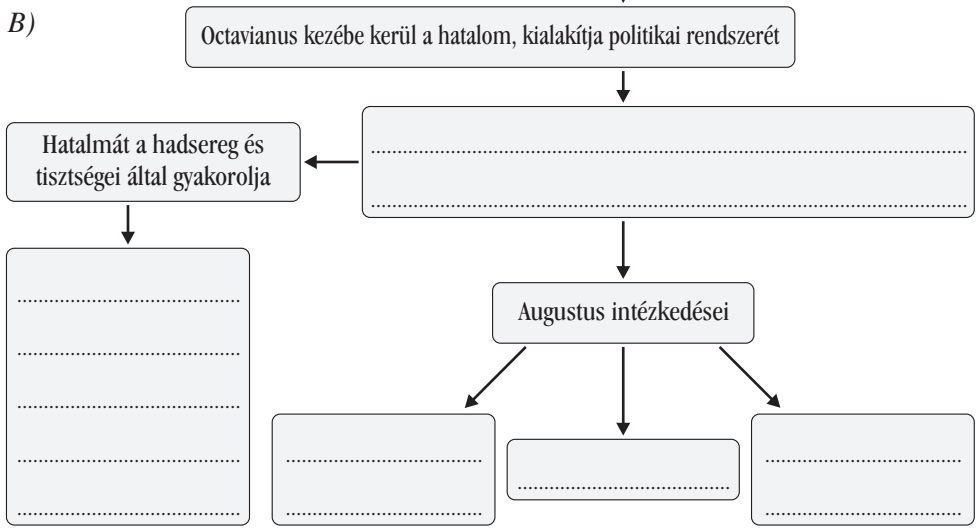 B)
Octavianus kezébe kerül a hatalom, kialakítja politikai rendszerét
Hatalmát a hadsereg és
tisztségei által gyakorolja
Augustus intézkedései